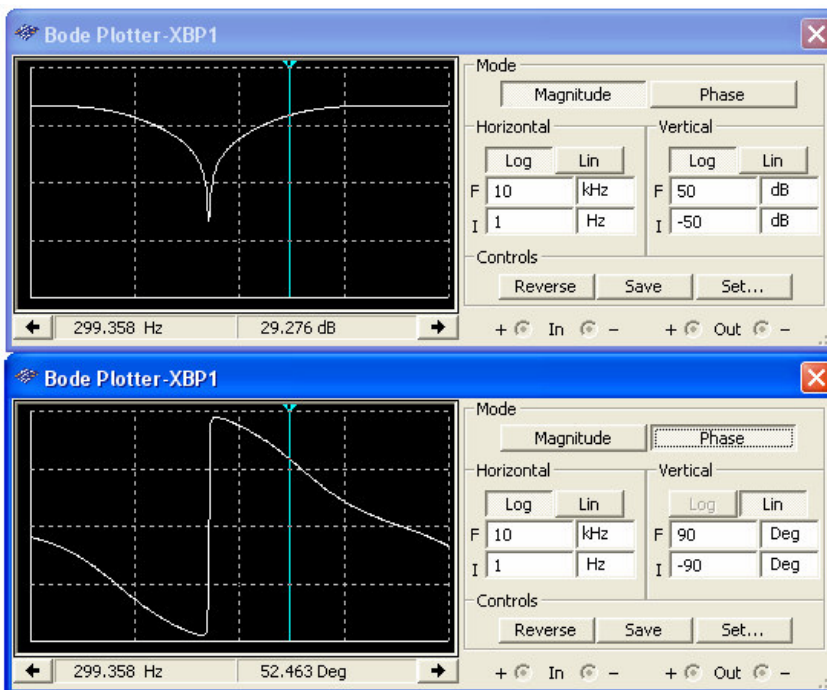 Bode Plotter-XBP1
Mode
Magnitude Phase
Horizontal Vertical
Log Lin Log Lin
F 10 kHz F 50 dB
I 1 Hz I -50 dB
Controls
Reverse Save Set...
299.358 Hz 29.276 dB + In - + Out -
Bode Plotter-XBP1
Mode
Magnitude Phase
Horizontal Vertical
Log Lin Log Lin
F 10 kHz F 90 Deg
I 1 Hz I -90 Deg
Controls
Reverse Save Set...
299.358 Hz 52.463 Deg + In - + Out -